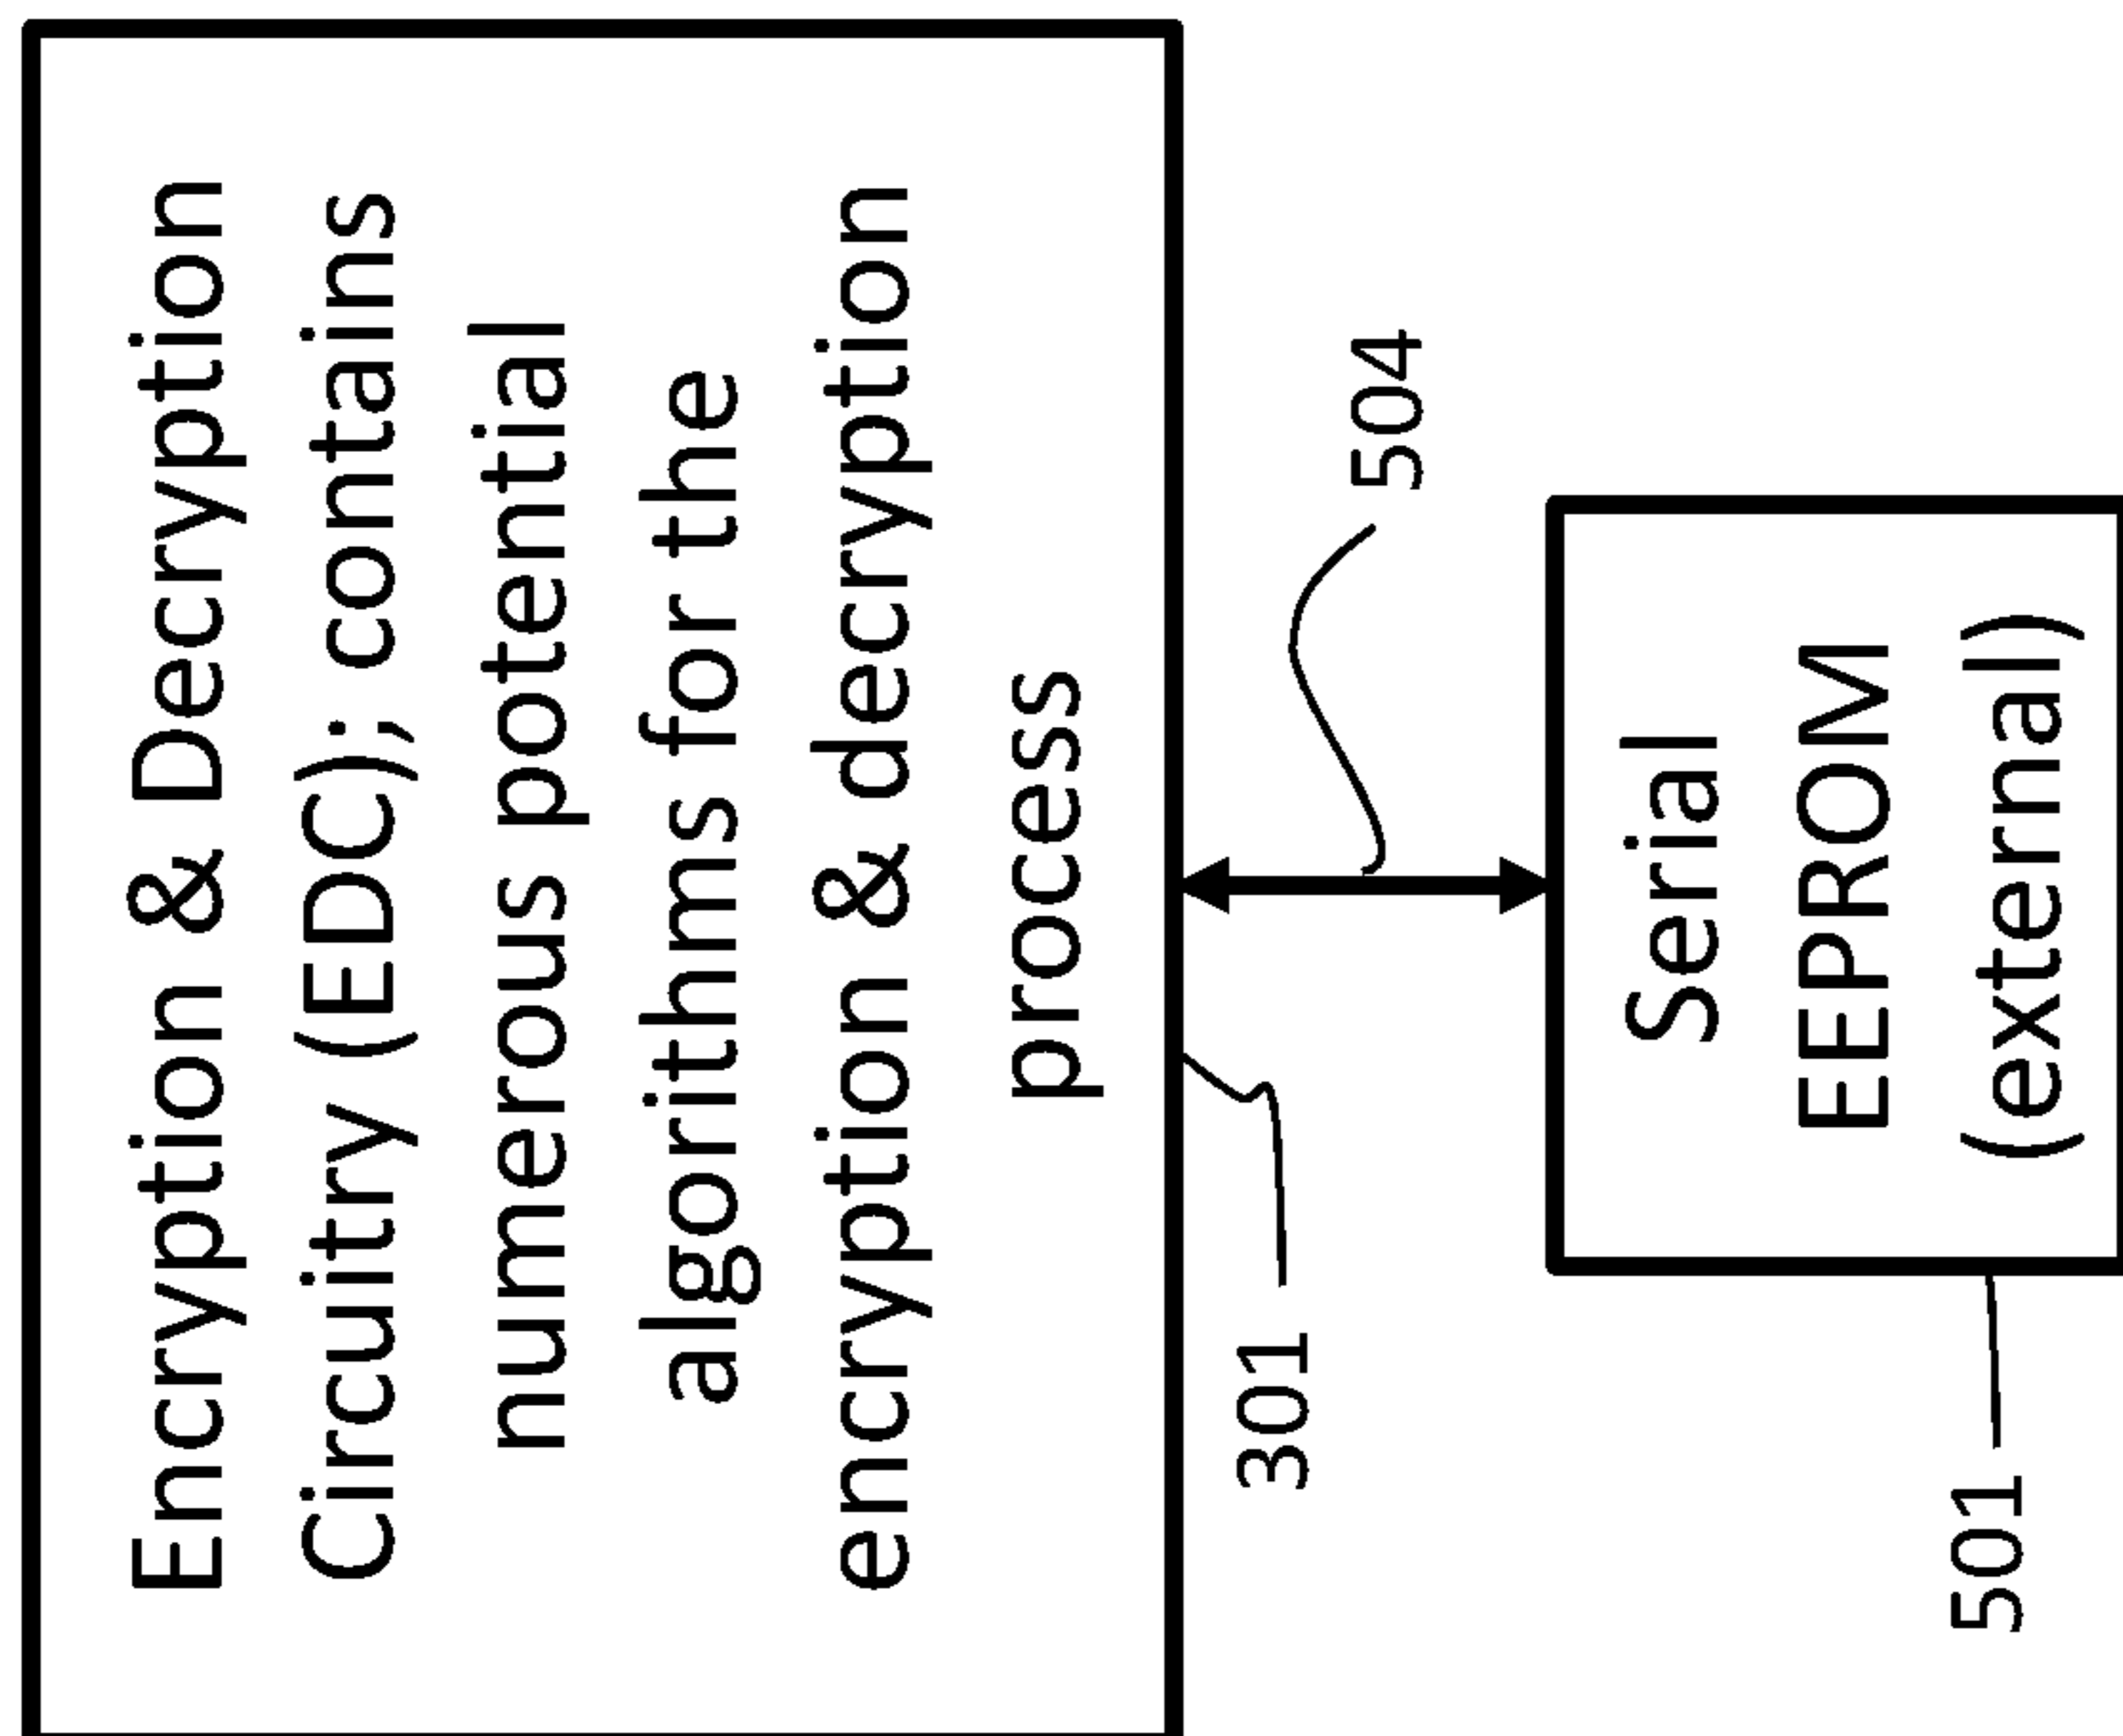 Encryption & Decryption
Circuitry (EDC); contains
numerous potential
algorithms for the
encryption & decryption
process
301
504
Serial
EEPROM
(external)
501